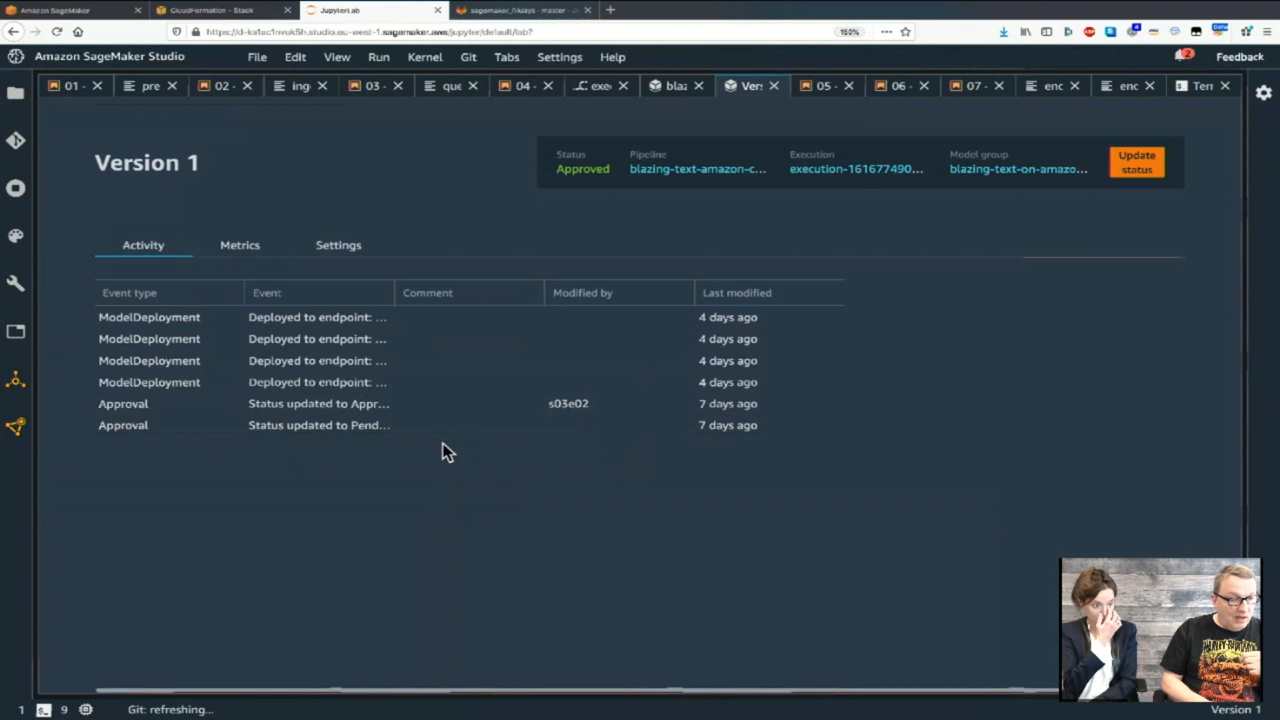 Amazon SageMaker
CloudFormation - Stack
JupyterLab
160%
Amazon SageMaker Studio
File Edit View Run Kernel Git Tabs Settings Help
2
Feedback
01 -
pre
02 -
ing
03 -
que
04 -
exe
blaz
Vers
05 -
06 -
07 -
enc
enc
Terr
Version 1
Status
Approved
Pipeline
blazing-text-amazon-c...
Execution
execution-161677490...
Model group
blazing-text-on-amazo...
Update
status
Activity Metrics Settings
Event type Event Comment Modified by Last modified
ModelDeployment Deployed to endpoint: ... 4 days ago
ModelDeployment Deployed to endpoint: ... 4 days ago
ModelDeployment Deployed to endpoint: ... 4 days ago
ModelDeployment Deployed to endpoint: ... 4 days ago
Approval Status updated to Appr... s03e02 7 days ago
Approval Status updated to Pend... 7 days ago
1 9 Git: refreshing...
Version 1